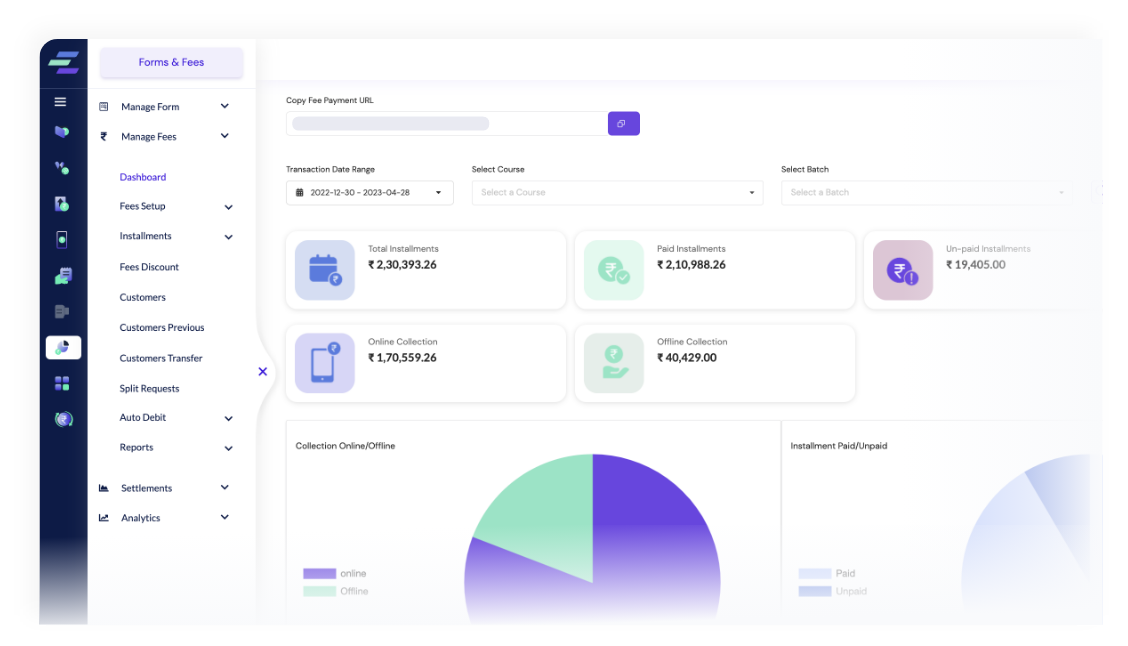 Forms & Fees
Manage Form
Manage Fees
Dashboard
Fees Setup
Installments
Fees Discount
Customers
Customers Previous
Customers Transfer
Split Requests
Auto Debit
Reports
Settlements
Analytics
Copy Fee Payment URL
Transaction Date Range
Select Course
Select Batch
2022-12-30 - 2023-04-28
Select a Course
Select a Batch
Total Installments
₹ 2,30,393.26
Paid Installments
₹ 2,10,988.26
Un-paid Installments
₹ 19,405.00
Online Collection
₹ 1,70,559.26
Offline Collection
₹ 40,429.00
Collection Online/Offline
online
Offline
Installment Paid/Unpaid
Paid
Unpaid